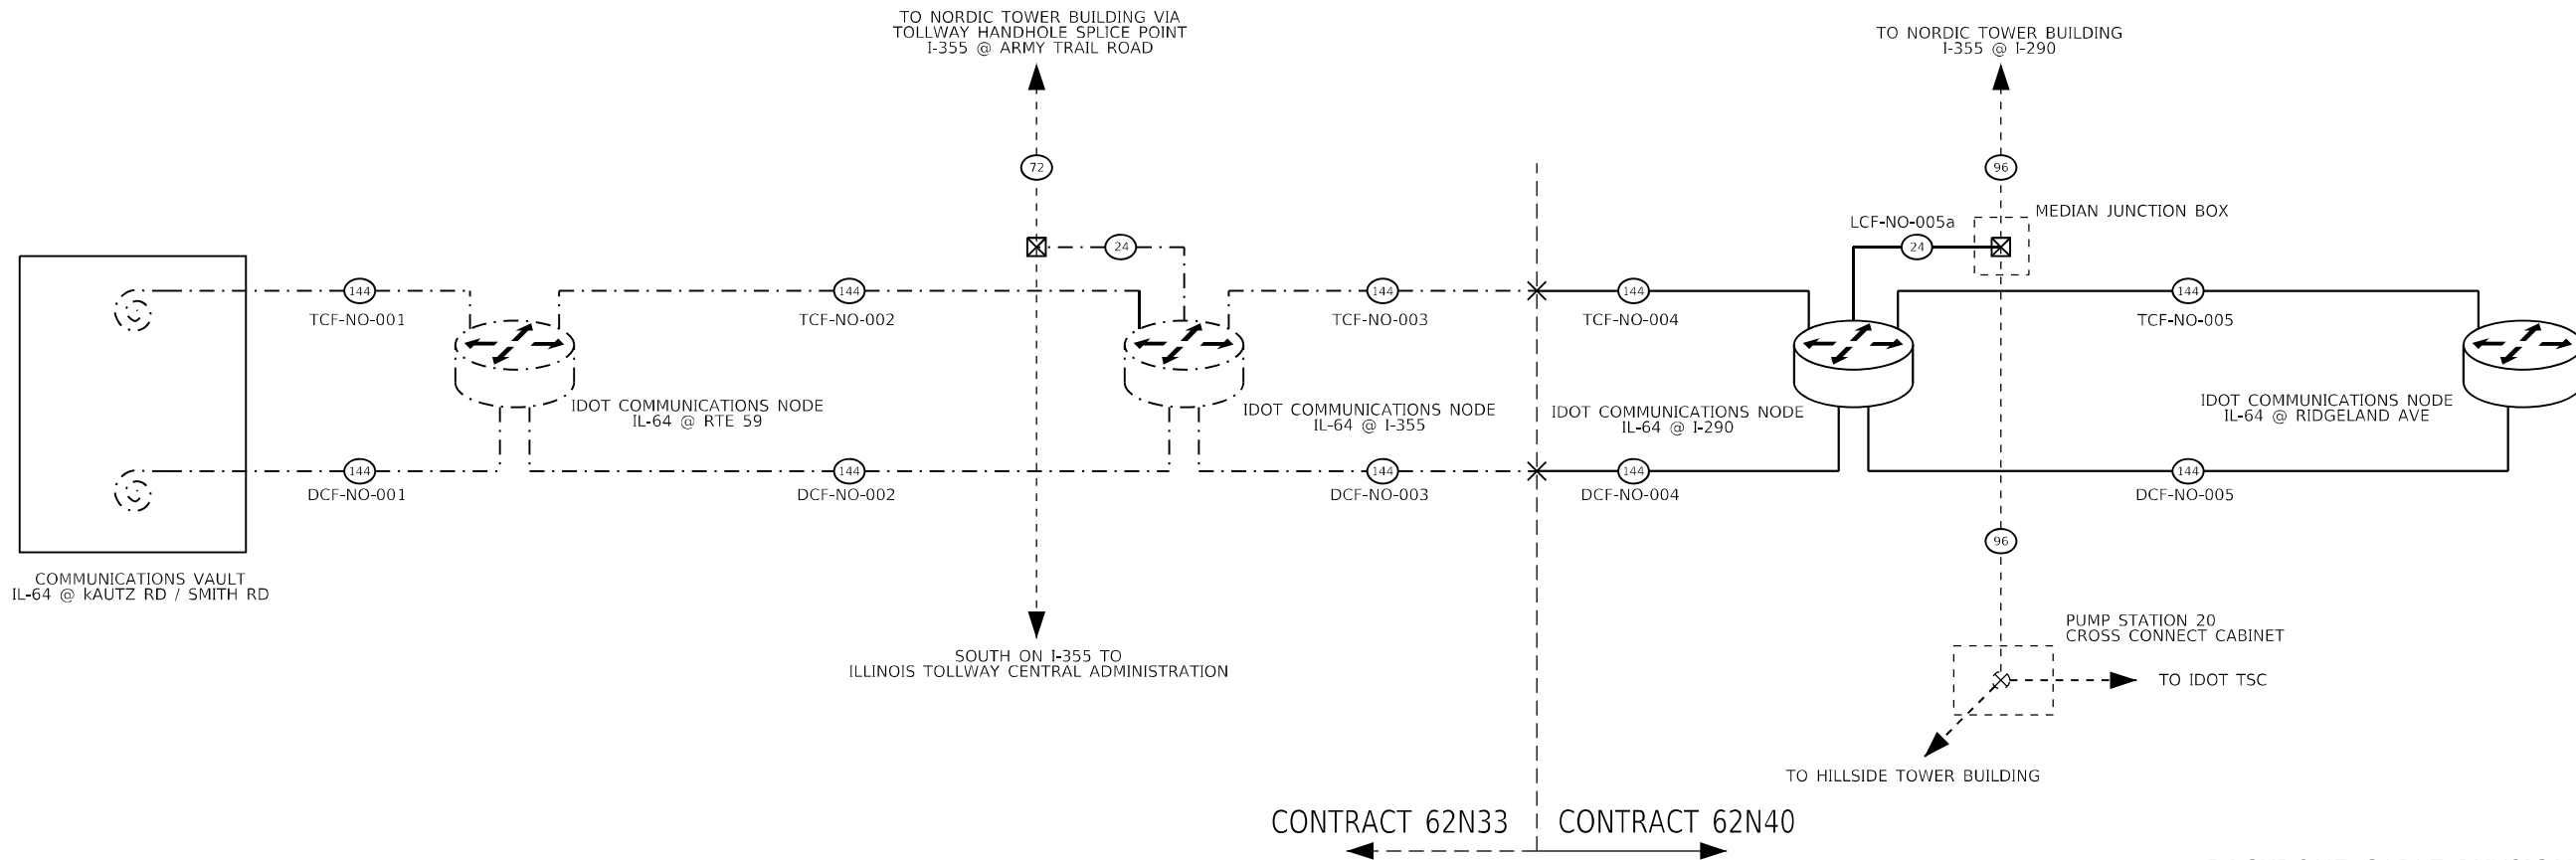 TO NORDIC TOWER BUILDING VIA
TOLLWAY HANDHOLE SPLICE POINT
I-355 @ ARMY TRAIL ROAD
TO NORDIC TOWER BUILDING
I-355 @ I-290
72
96
LCF-NO-005a
MEDIAN JUNCTION BOX
24
24
144
144
144
144
144
TCF-NO-001
TCF-NO-002
TCF-NO-003
TCF-NO-004
TCF-NO-005
IDOT COMMUNICATIONS NODE
IL-64 @ RTE 59
IDOT COMMUNICATIONS NODE
IL-64 @ I-355
IDOT COMMUNICATIONS NODE
IL-64 @ I-290
IDOT COMMUNICATIONS NODE
IL-64 @ RIDGELAND AVE
144
144
144
144
144
DCF-NO-001
DCF-NO-002
DCF-NO-003
DCF-NO-004
DCF-NO-005
96
COMMUNICATIONS VAULT
IL-64 @ kAUTZ RD / SMITH RD
PUMP STATION 20
CROSS CONNECT CABINET
SOUTH ON I-355 TO
ILLINOIS TOLLWAY CENTRAL ADMINISTRATION
TO IDOT TSC
TO HILLSIDE TOWER BUILDING
CONTRACT 62N33
CONTRACT 62N40